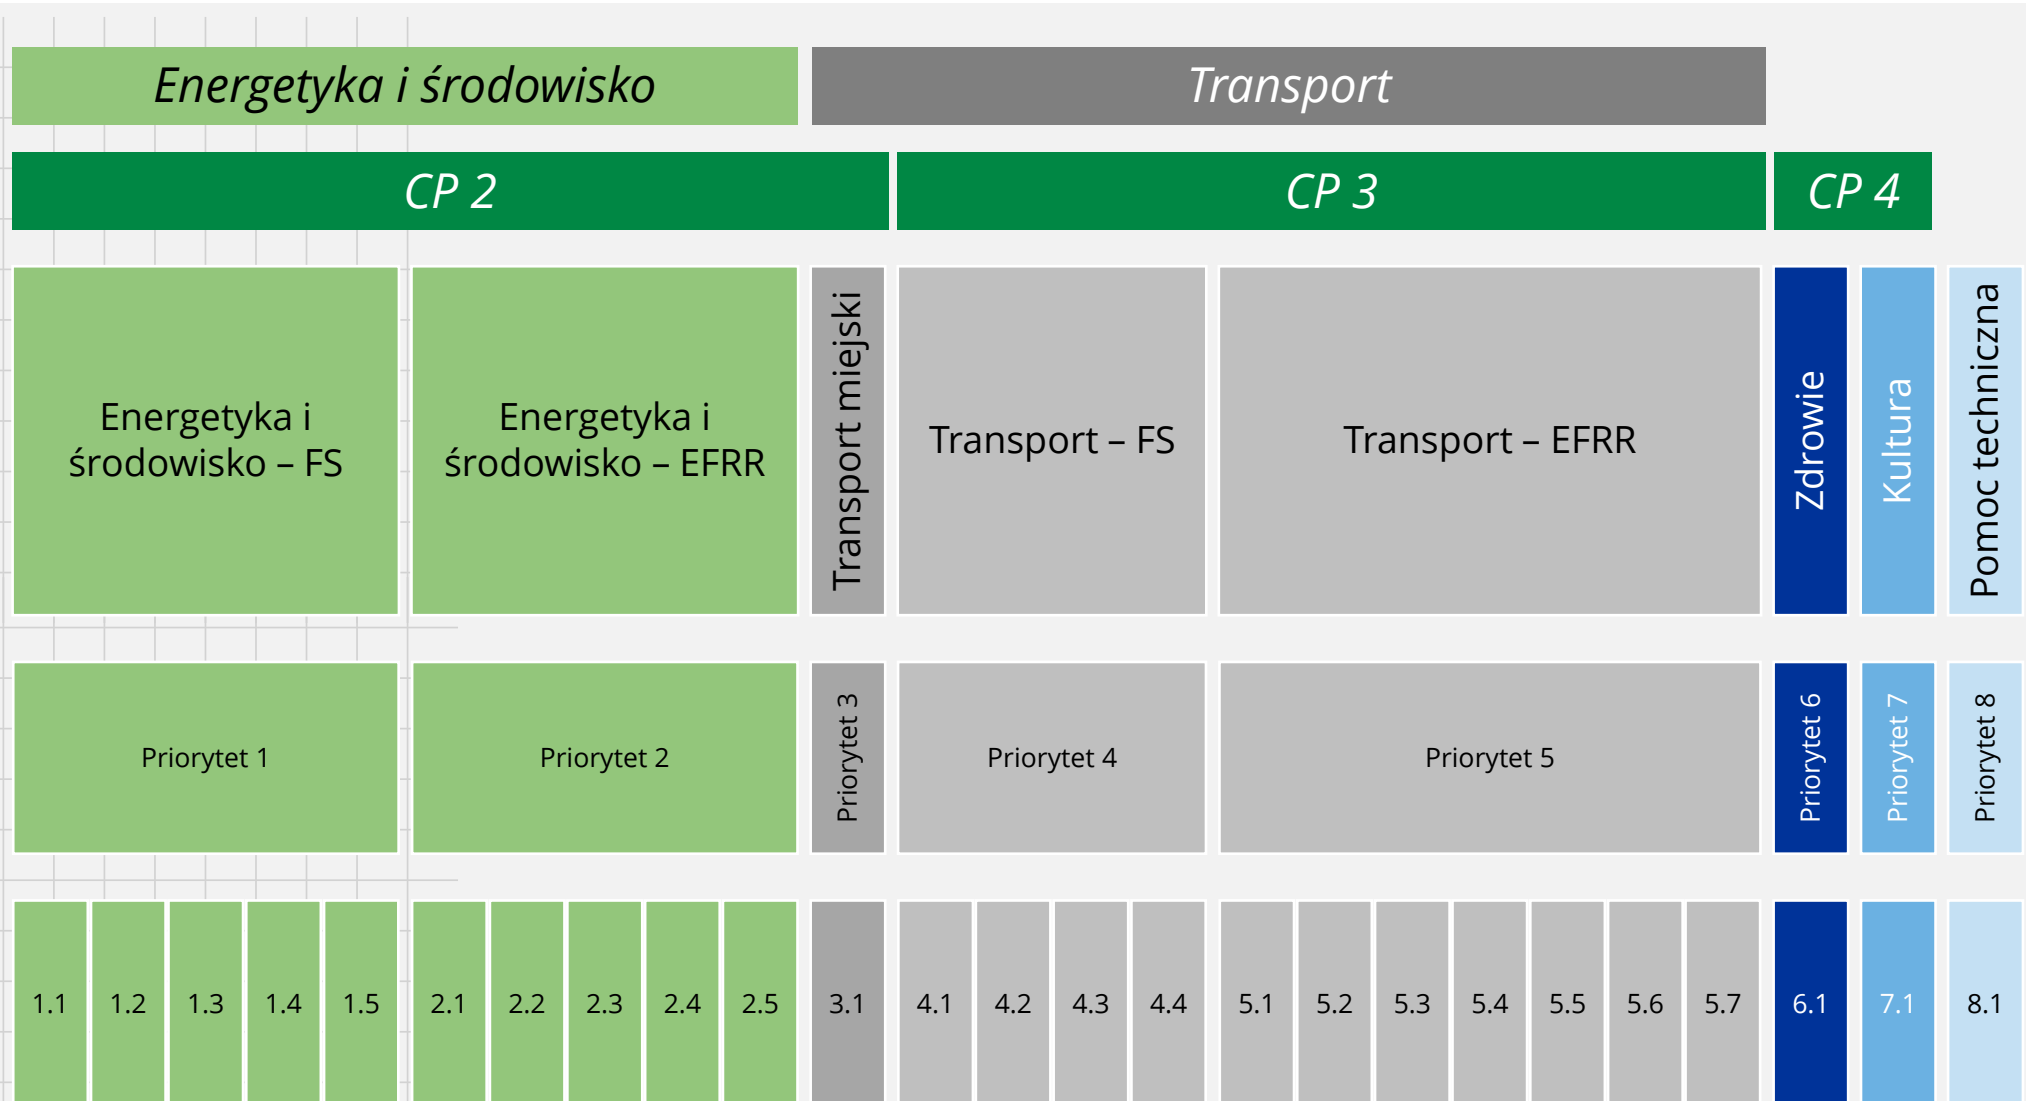 Energetyka i środowisko
Transport
CP 2
CP 3
CP 4
Energetyka i
środowisko – FS
Energetyka i
środowisko – EFRR
Transport miejski
Transport – FS
Transport – EFRR
Zdrowie
Kultura
Pomoc techniczna
Priorytet 1
Priorytet 2
Priorytet 3
Priorytet 4
Priorytet 5
Priorytet 6
Priorytet 7
Priorytet 8
1.1
1.2
1.3
1.4
1.5
2.1
2.2
2.3
2.4
2.5
3.1
4.1
4.2
4.3
4.4
5.1
5.2
5.3
5.4
5.5
5.6
5.7
6.1
7.1
8.1